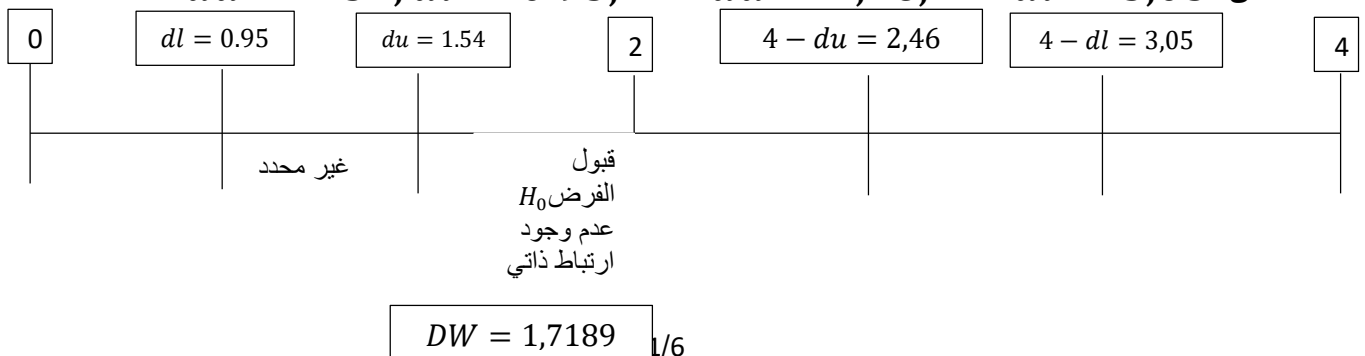 0
dl = 0.95
du = 1.54
2
4 − du = 2,46
4 − dl = 3,05
4
غير محدد
قبول
الفرض H₀
عدم وجود
ارتباط ذاتي
DW = 1,7189
1/6